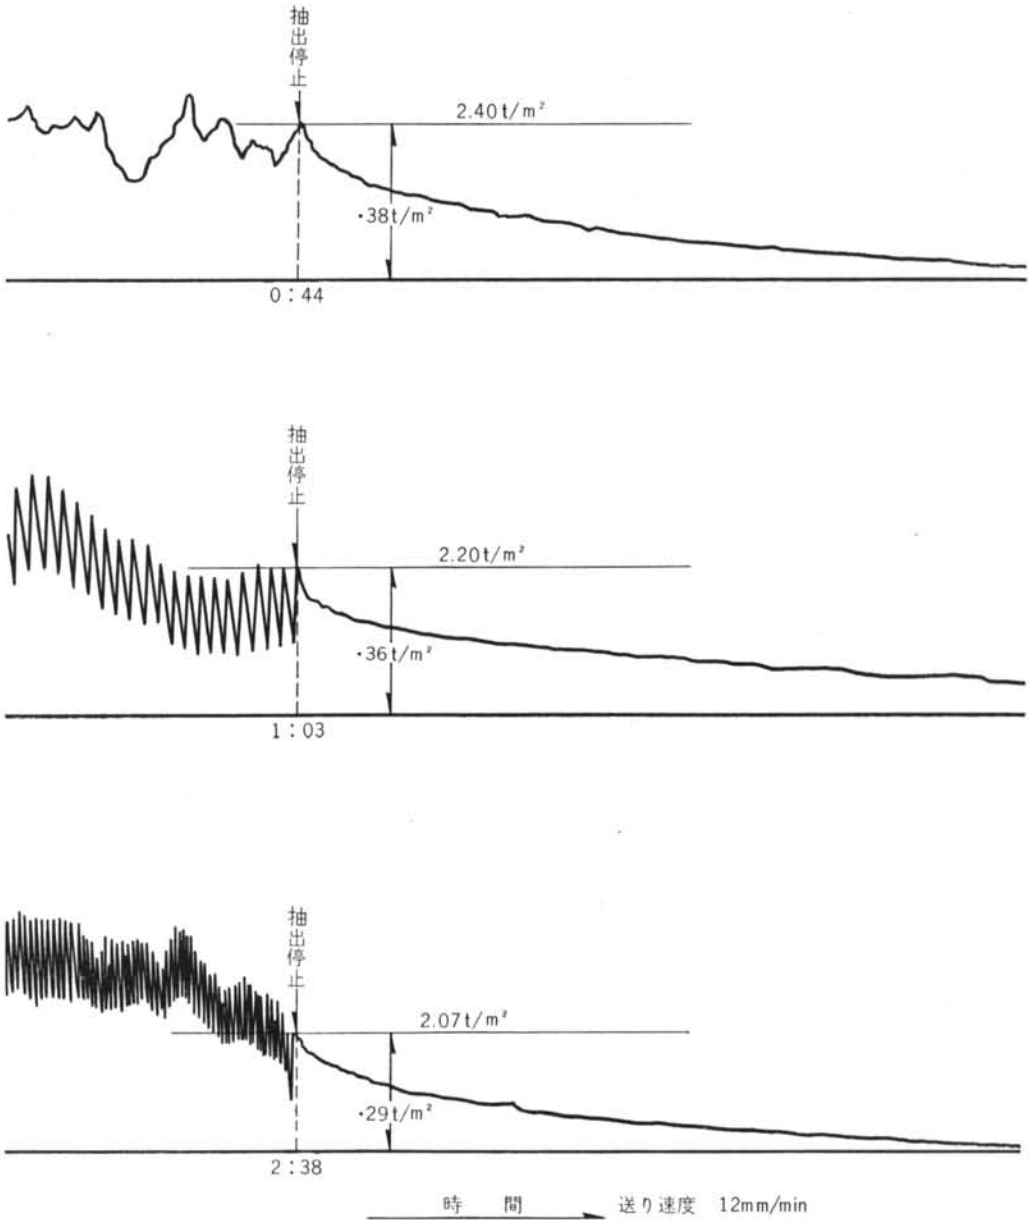 抽出停止
2.40t/m²
·38t/m²
0:44
抽出停止
2.20t/m²
·36t/m²
1:03
抽出停止
2.07t/m²
·29t/m²
2:38
時 間 送り速度 12mm/min